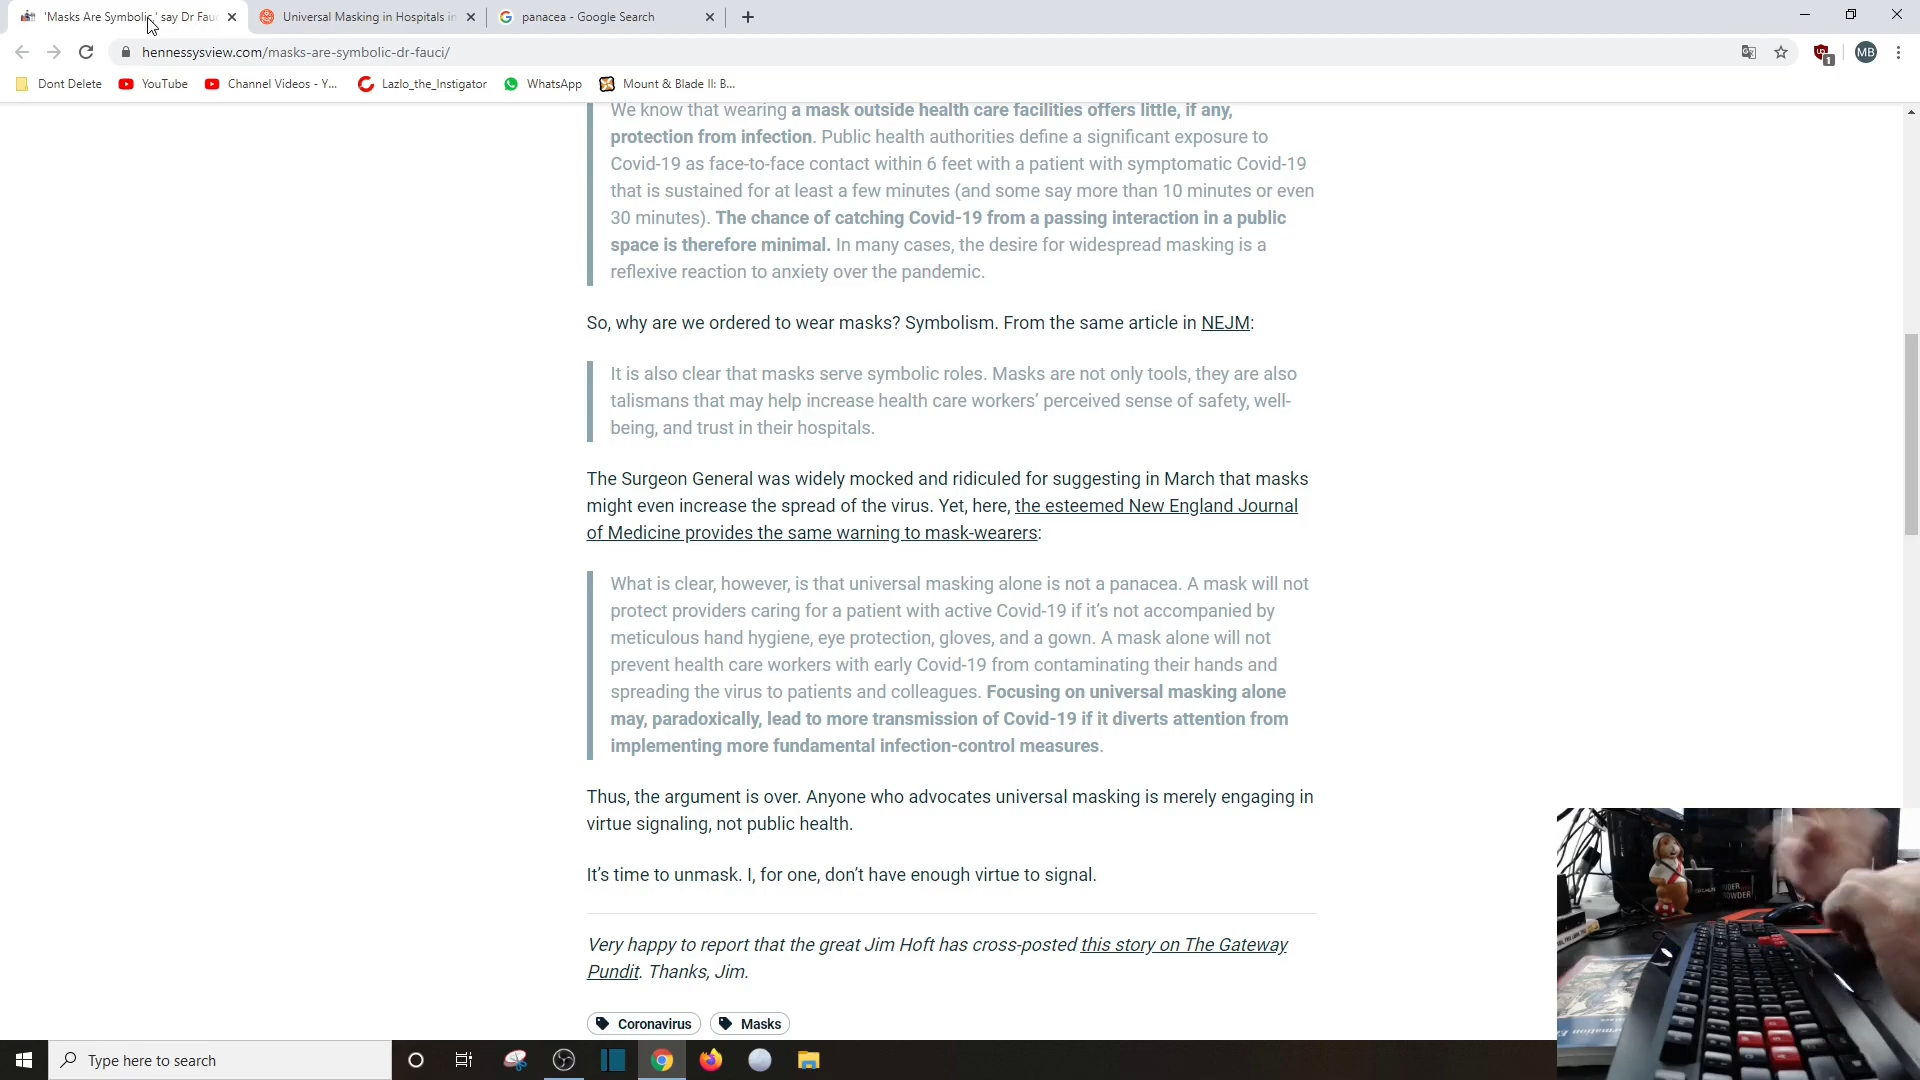 'Masks Are Symbolic,' say Dr Fauc
Universal Masking in Hospitals in
panacea - Google Search
hennessysview.com/masks-are-symbolic-dr-fauci/
1
MB
Dont Delete
YouTube
Channel Videos - Y...
Lazlo_the_Instigator
WhatsApp
Mount & Blade II: B...
We know that wearing a mask outside health care facilities offers little, if any,
protection from infection. Public health authorities define a significant exposure to
Covid-19 as face-to-face contact within 6 feet with a patient with symptomatic Covid-19
that is sustained for at least a few minutes (and some say more than 10 minutes or even
30 minutes). The chance of catching Covid-19 from a passing interaction in a public
space is therefore minimal. In many cases, the desire for widespread masking is a
reflexive reaction to anxiety over the pandemic.
So, why are we ordered to wear masks? Symbolism. From the same article in NEJM:
It is also clear that masks serve symbolic roles. Masks are not only tools, they are also
talismans that may help increase health care workers' perceived sense of safety, well-
being, and trust in their hospitals.
The Surgeon General was widely mocked and ridiculed for suggesting in March that masks
might even increase the spread of the virus. Yet, here, the esteemed New England Journal
of Medicine provides the same warning to mask-wearers:
What is clear, however, is that universal masking alone is not a panacea. A mask will not
protect providers caring for a patient with active Covid-19 if it's not accompanied by
meticulous hand hygiene, eye protection, gloves, and a gown. A mask alone will not
prevent health care workers with early Covid-19 from contaminating their hands and
spreading the virus to patients and colleagues. Focusing on universal masking alone
may, paradoxically, lead to more transmission of Covid-19 if it diverts attention from
implementing more fundamental infection-control measures.
Thus, the argument is over. Anyone who advocates universal masking is merely engaging in
virtue signaling, not public health.
It's time to unmask. I, for one, don't have enough virtue to signal.
Very happy to report that the great Jim Hoft has cross-posted this story on The Gateway
Pundit. Thanks, Jim.
Coronavirus
Masks
Type here to search